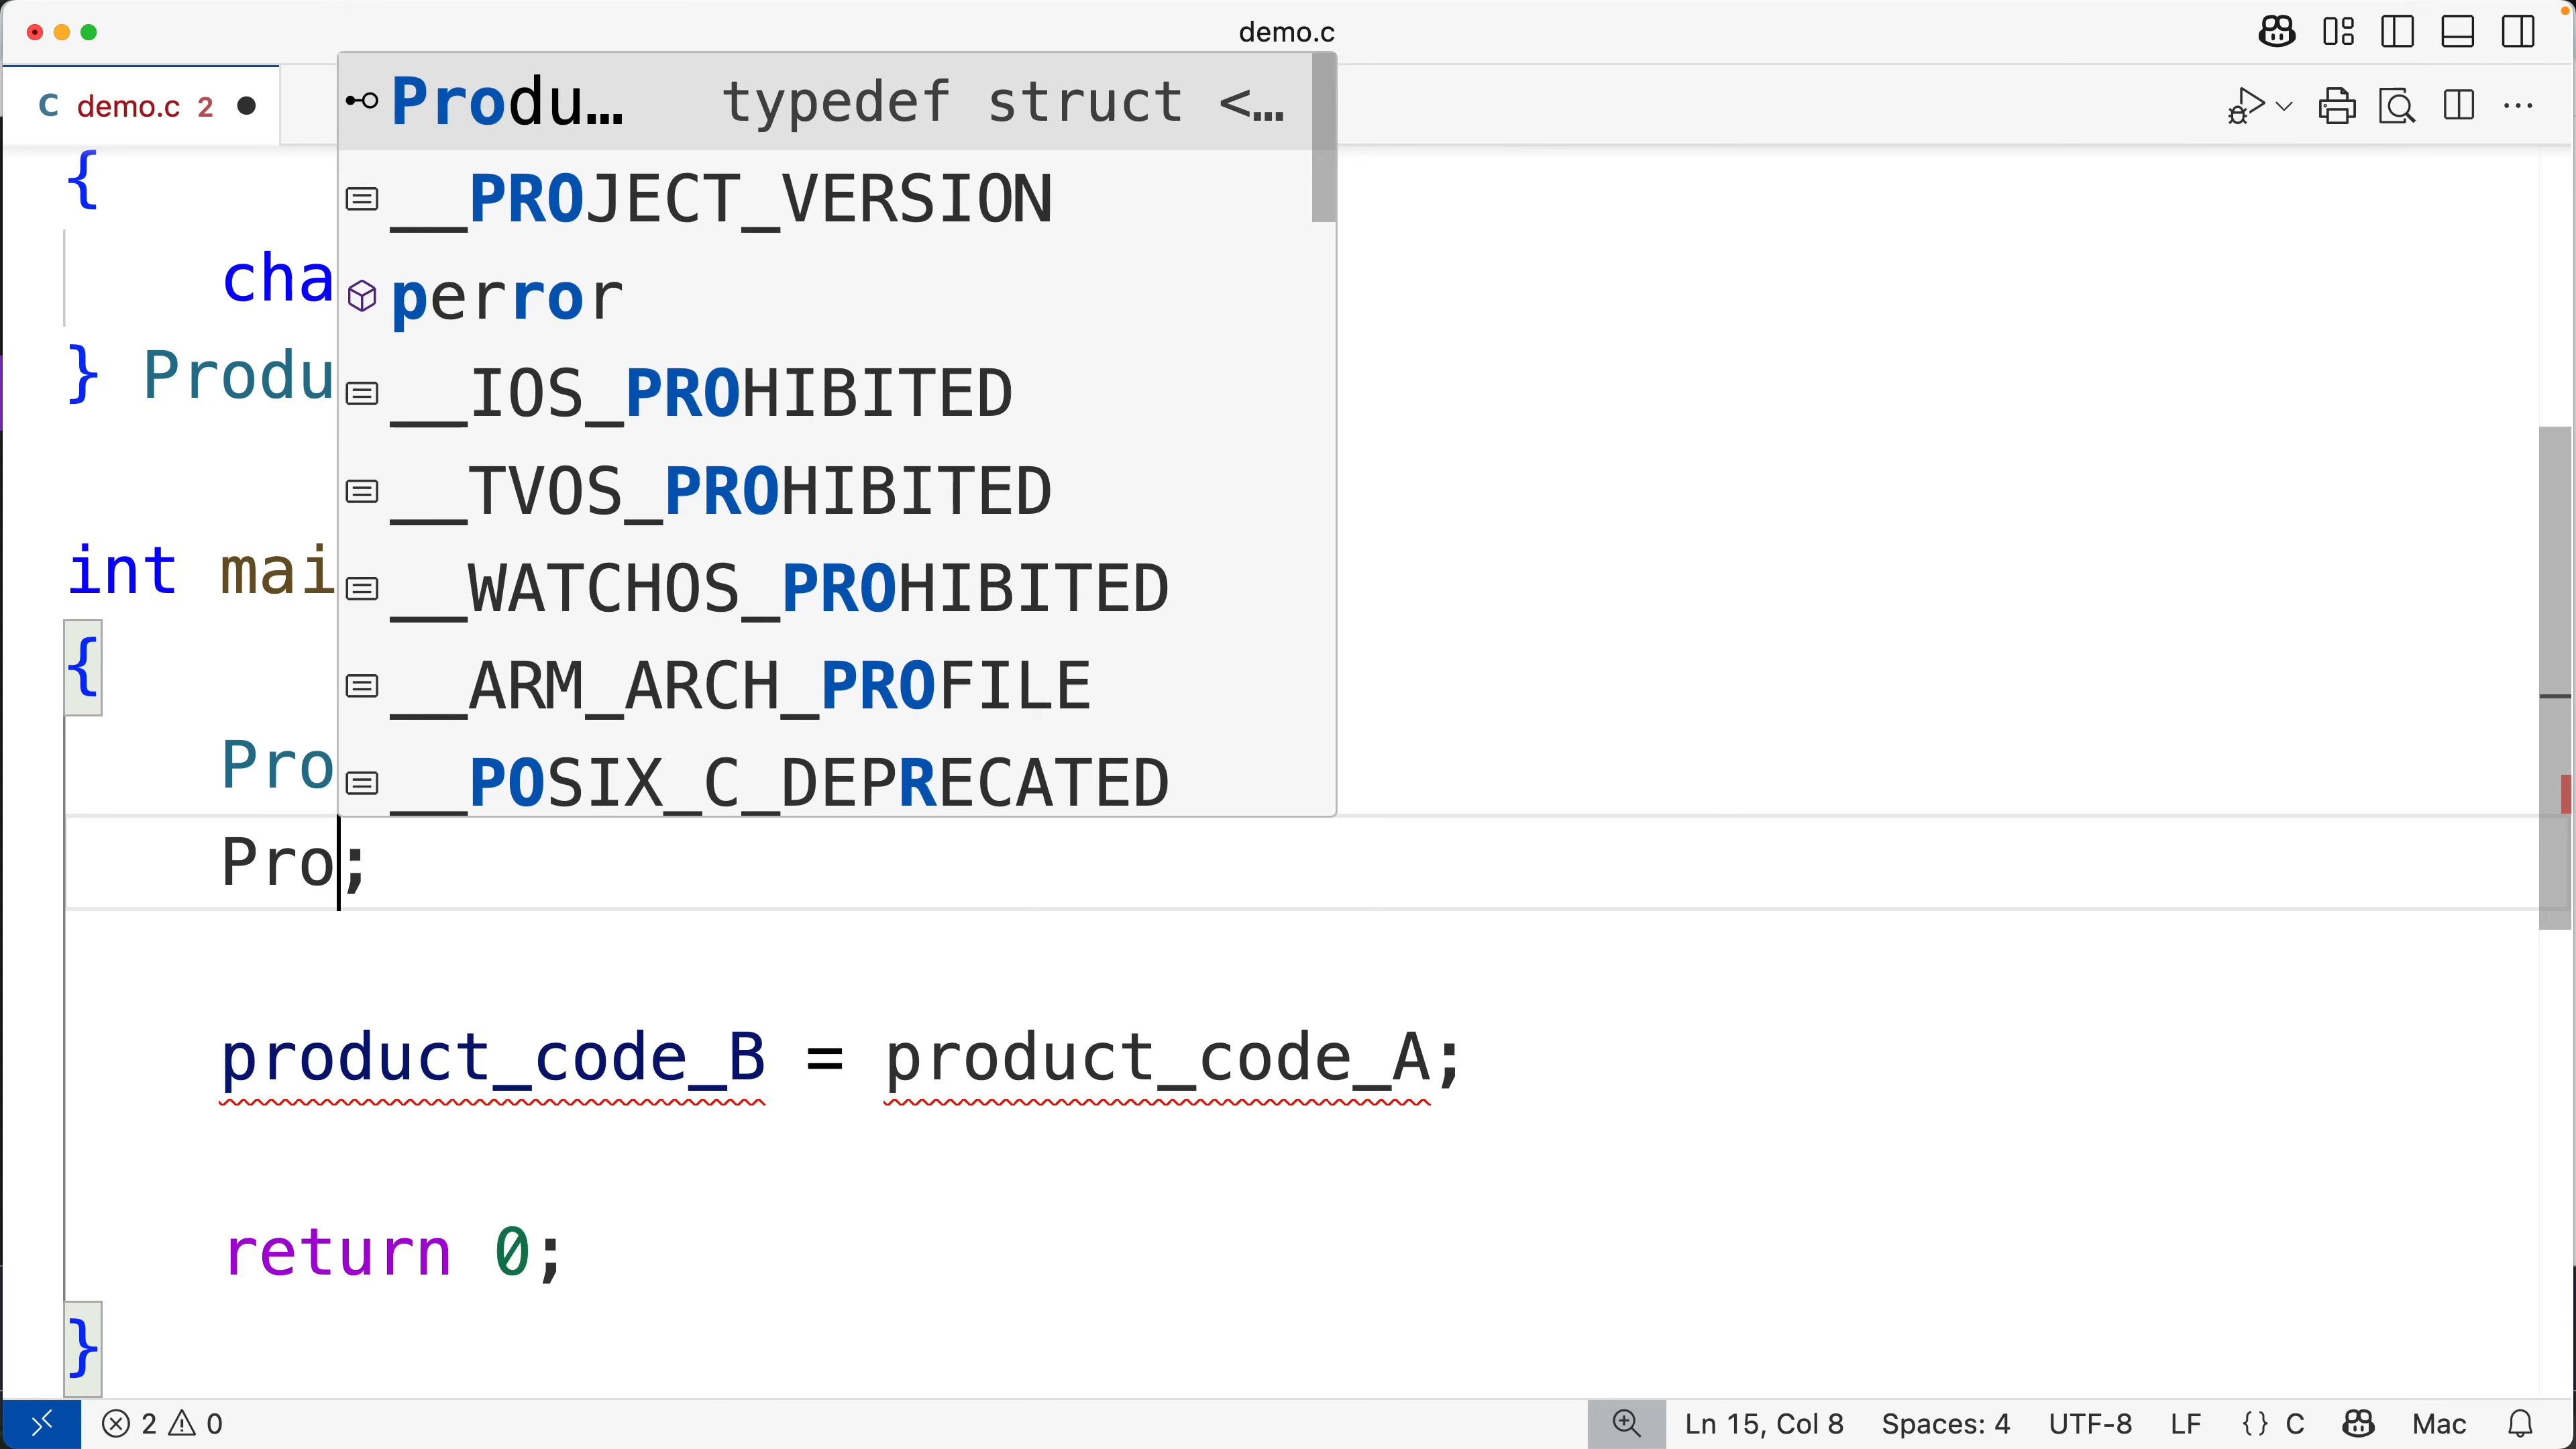 demo.c
C demo.c 2
Produ… typedef struct <…
__PROJECT_VERSION
perror
__IOS_PROHIBITED
__TVOS_PROHIBITED
__WATCHOS_PROHIBITED
__ARM_ARCH_PROFILE
__POSIX_C_DEPRECATED
{
cha
} Produ
int mai
{
Pro
Pro;
product_code_B = product_code_A;
return 0;
}
2 0 Ln 15, Col 8 Spaces: 4 UTF-8 LF {} C Mac